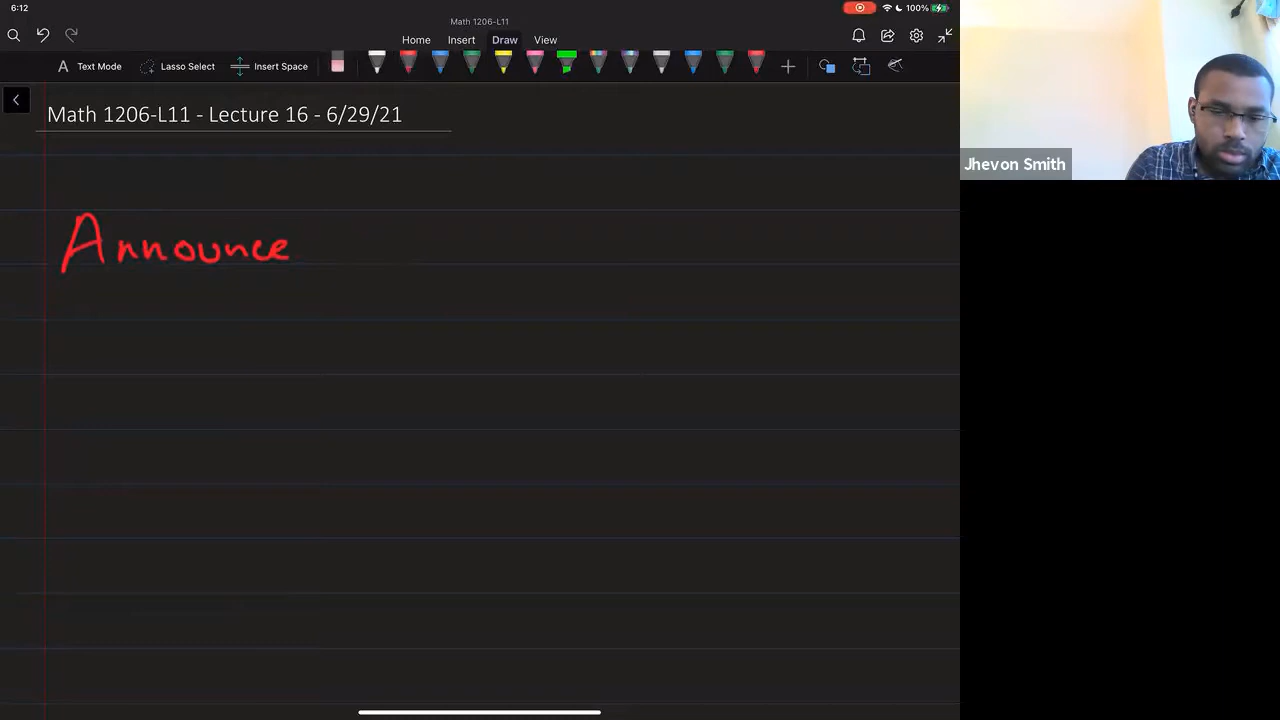 6:12
100%
Math 1206-L11
Home Insert Draw View
Text Mode Lasso Select Insert Space
Math 1206-L11 - Lecture 16 - 6/29/21
Announce
Jhevon Smith